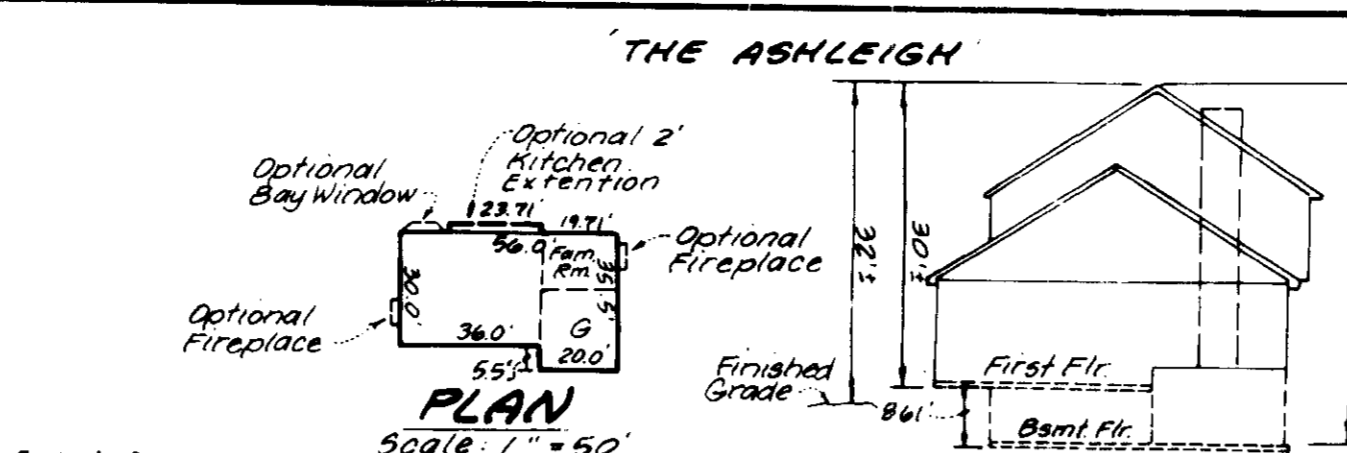 'THE ASHLEIGH'
Optional 2'
Kitchen
Extention
Optional
Bay Window
23.71'
19.71'
56.0'
Fam.
Rm.
35.5'
Optional
Fireplace
30.0'
Optional
Fireplace
36.0'
G
20.0'
5.5'
PLAN
Scale: 1" = 50'
32'±
30'±
Finished
Grade
First Flr.
8.61'
Bsmt. Flr.